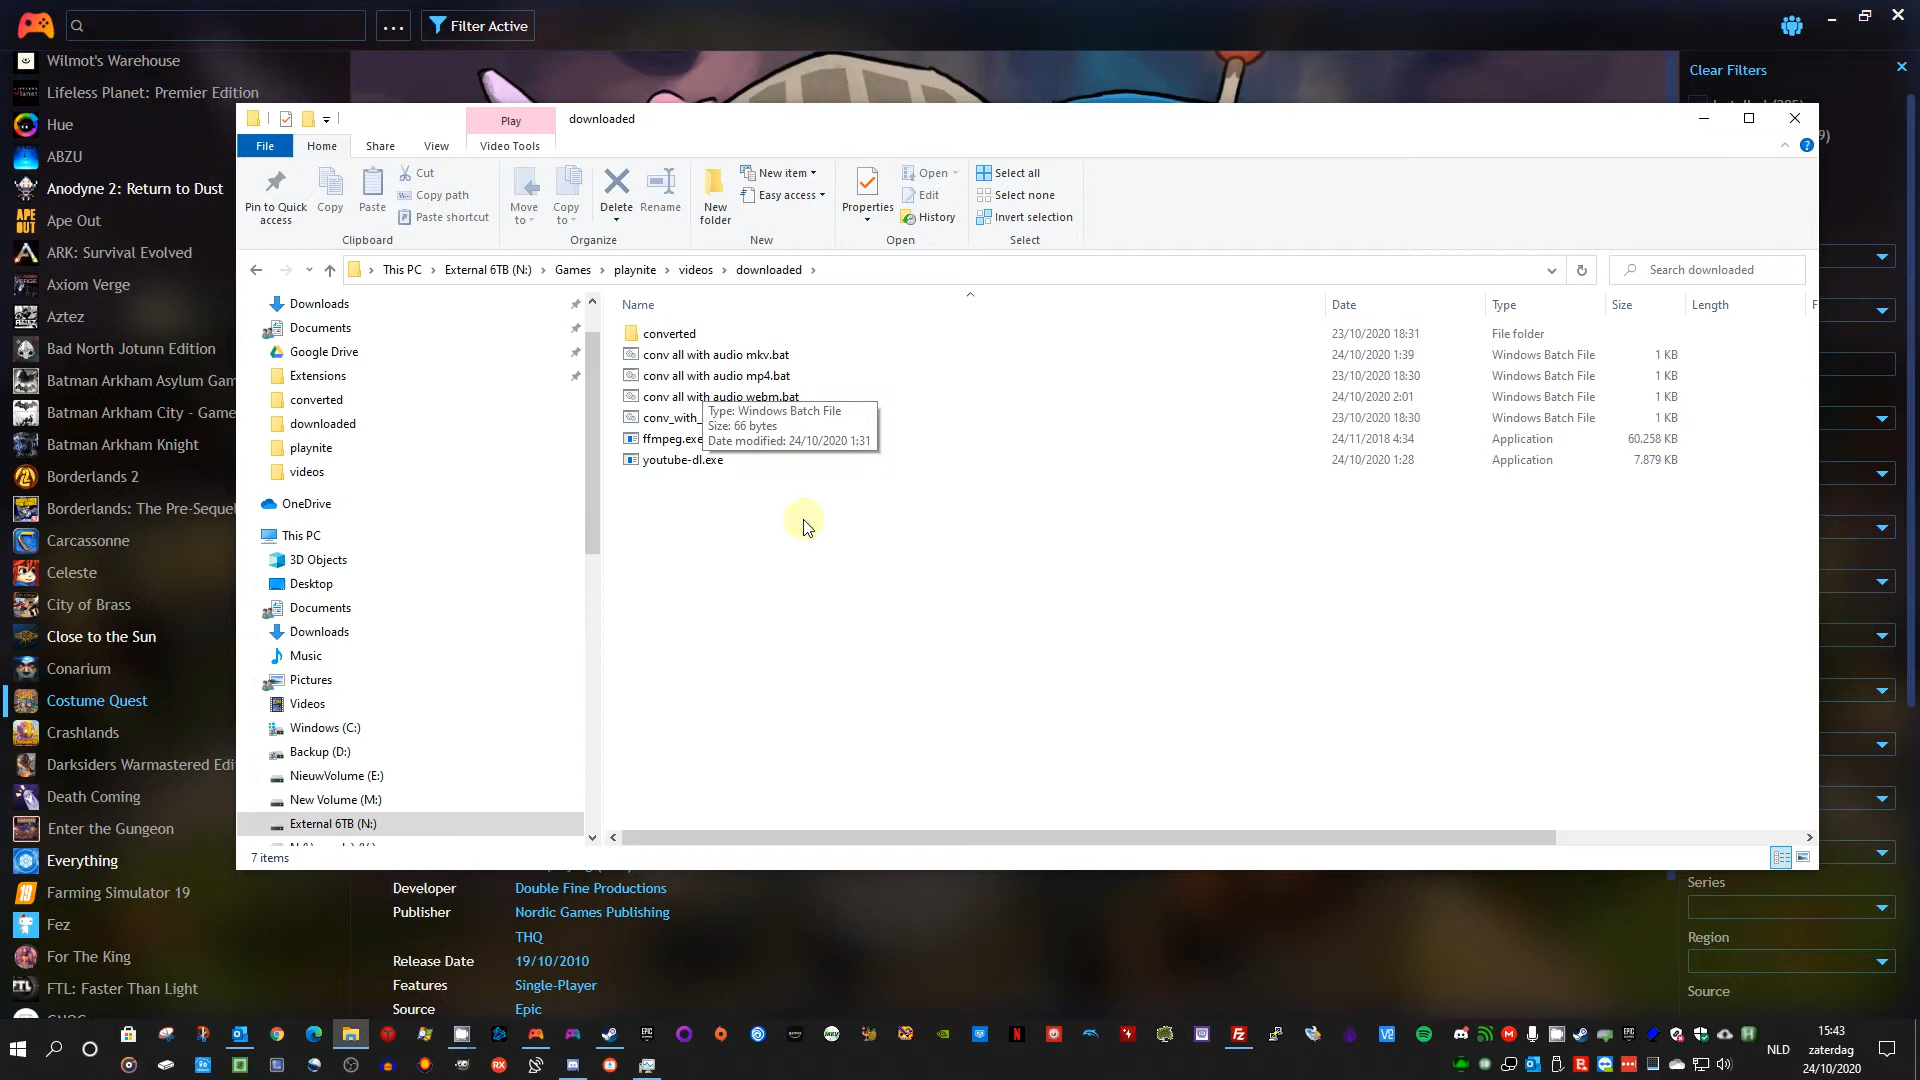 Filter Active
Wilmot's Warehouse
Lifeless Planet: Premier Edition
Hue
ABZU
Anodyne 2: Return to Dust
Ape Out
ARK: Survival Evolved
Axiom Verge
Aztez
Bad North Jotunn Edition
Batman Arkham Asylum Gam
Batman Arkham City - Game
Batman Arkham Knight
Borderlands 2
Borderlands: The Pre-Sequel
Carcassonne
Celeste
City of Brass
Close to the Sun
Conarium
Costume Quest
Crashlands
Darksiders Warmastered Edi
Death Coming
Enter the Gungeon
Everything
Farming Simulator 19
Fez
For The King
FTL: Faster Than Light
Play
downloaded
File
Home
Share
View
Video Tools
Pin to Quick access
Copy
Paste
Cut
Copy path
Paste shortcut
Clipboard
Move to
Copy to
Delete
Rename
Organize
New folder
New item
Easy access
New
Properties
Open
Edit
History
Open
Select all
Select none
Invert selection
Select
This PC
External 6TB (N:)
Games
playnite
videos
downloaded
Search downloaded
Downloads
Documents
Google Drive
Extensions
converted
downloaded
playnite
videos
OneDrive
This PC
3D Objects
Desktop
Documents
Downloads
Music
Pictures
Videos
Windows (C:)
Backup (D:)
NieuwVolume (E:)
New Volume (M:)
External 6TB (N:)
7 items
Name Date Type Size Length F
converted 23/10/2020 18:31 File folder
conv all with audio mkv.bat 24/10/2020 1:39 Windows Batch File 1 KB
conv all with audio mp4.bat 23/10/2020 18:30 Windows Batch File 1 KB
conv all with audio webm.bat 24/10/2020 2:01 Windows Batch File 1 KB
conv_with_ 23/10/2020 18:30 Windows Batch File 1 KB
ffmpeg.exe 24/11/2018 4:34 Application 60.258 KB
youtube-dl.exe 24/10/2020 1:28 Application 7.879 KB
Type: Windows Batch File
Size: 66 bytes
Date modified: 24/10/2020 1:31
Developer Double Fine Productions
Publisher Nordic Games Publishing
THQ
Release Date 19/10/2010
Features Single-Player
Source Epic
Clear Filters
Series
Region
Source
NLD
15:43
zaterdag
24/10/2020